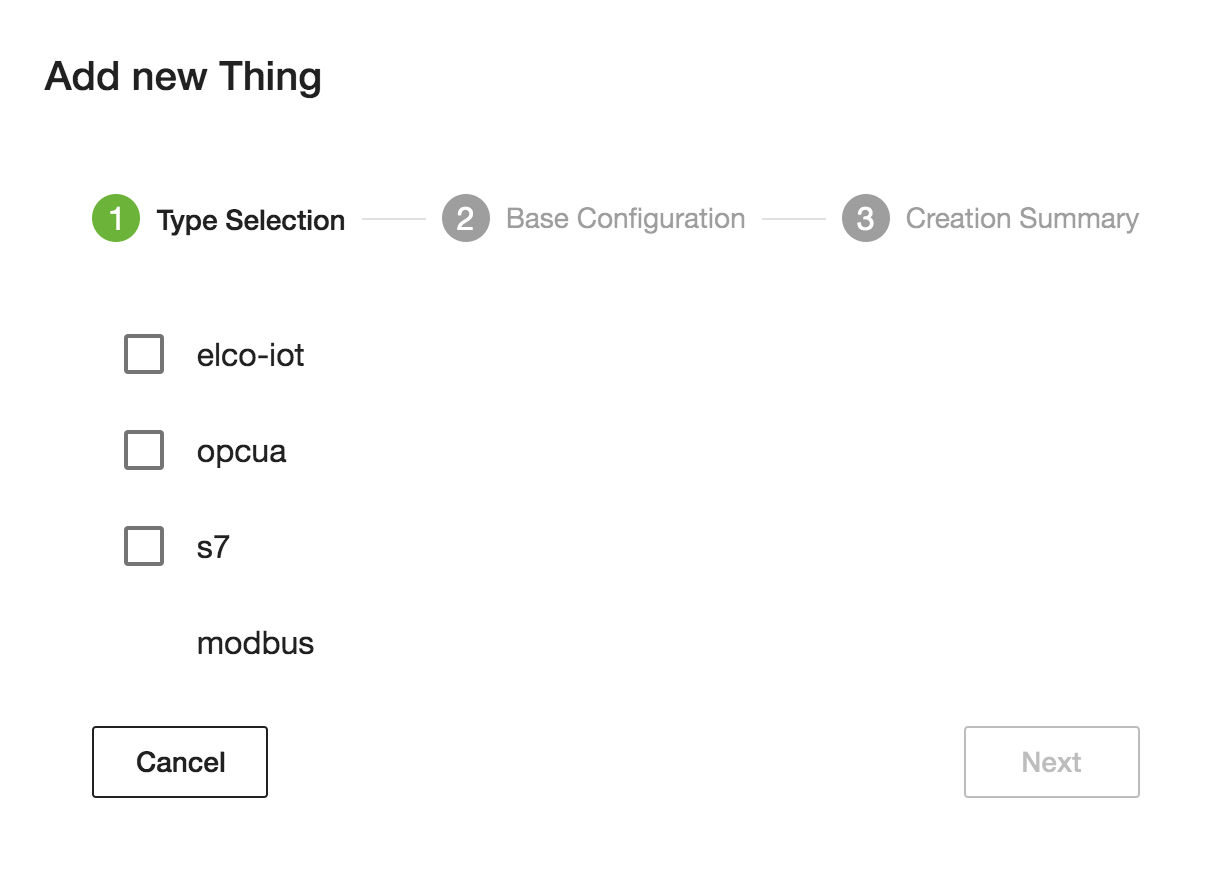 Add new Thing
1 Type Selection 2 Base Configuration 3 Creation Summary
elco-iot
opcua
s7
modbus
Cancel Next